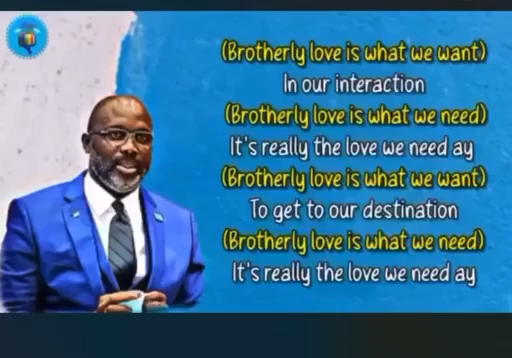 (Brotherly love is what we want)
In our interaction
(Brotherly love is what we need)
It's really the love we need ay
(Brotherly love is what we want)
To get to our destination
(Brotherly love is what we need)
It's really the love we need ay